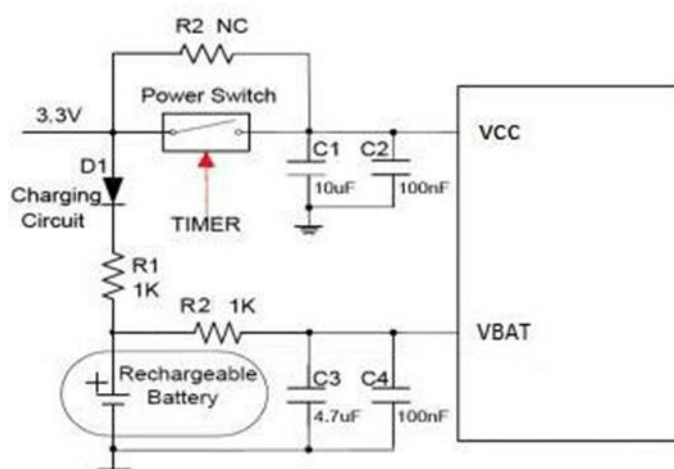 R2 NC
Power Switch
3.3V
VCC
C1
C2
10uF
100nF
D1
Charging
Circuit
TIMER
R1
1K
R2 1K
VBAT
+
Rechargeable
Battery
C3
C4
4.7uF
100nF